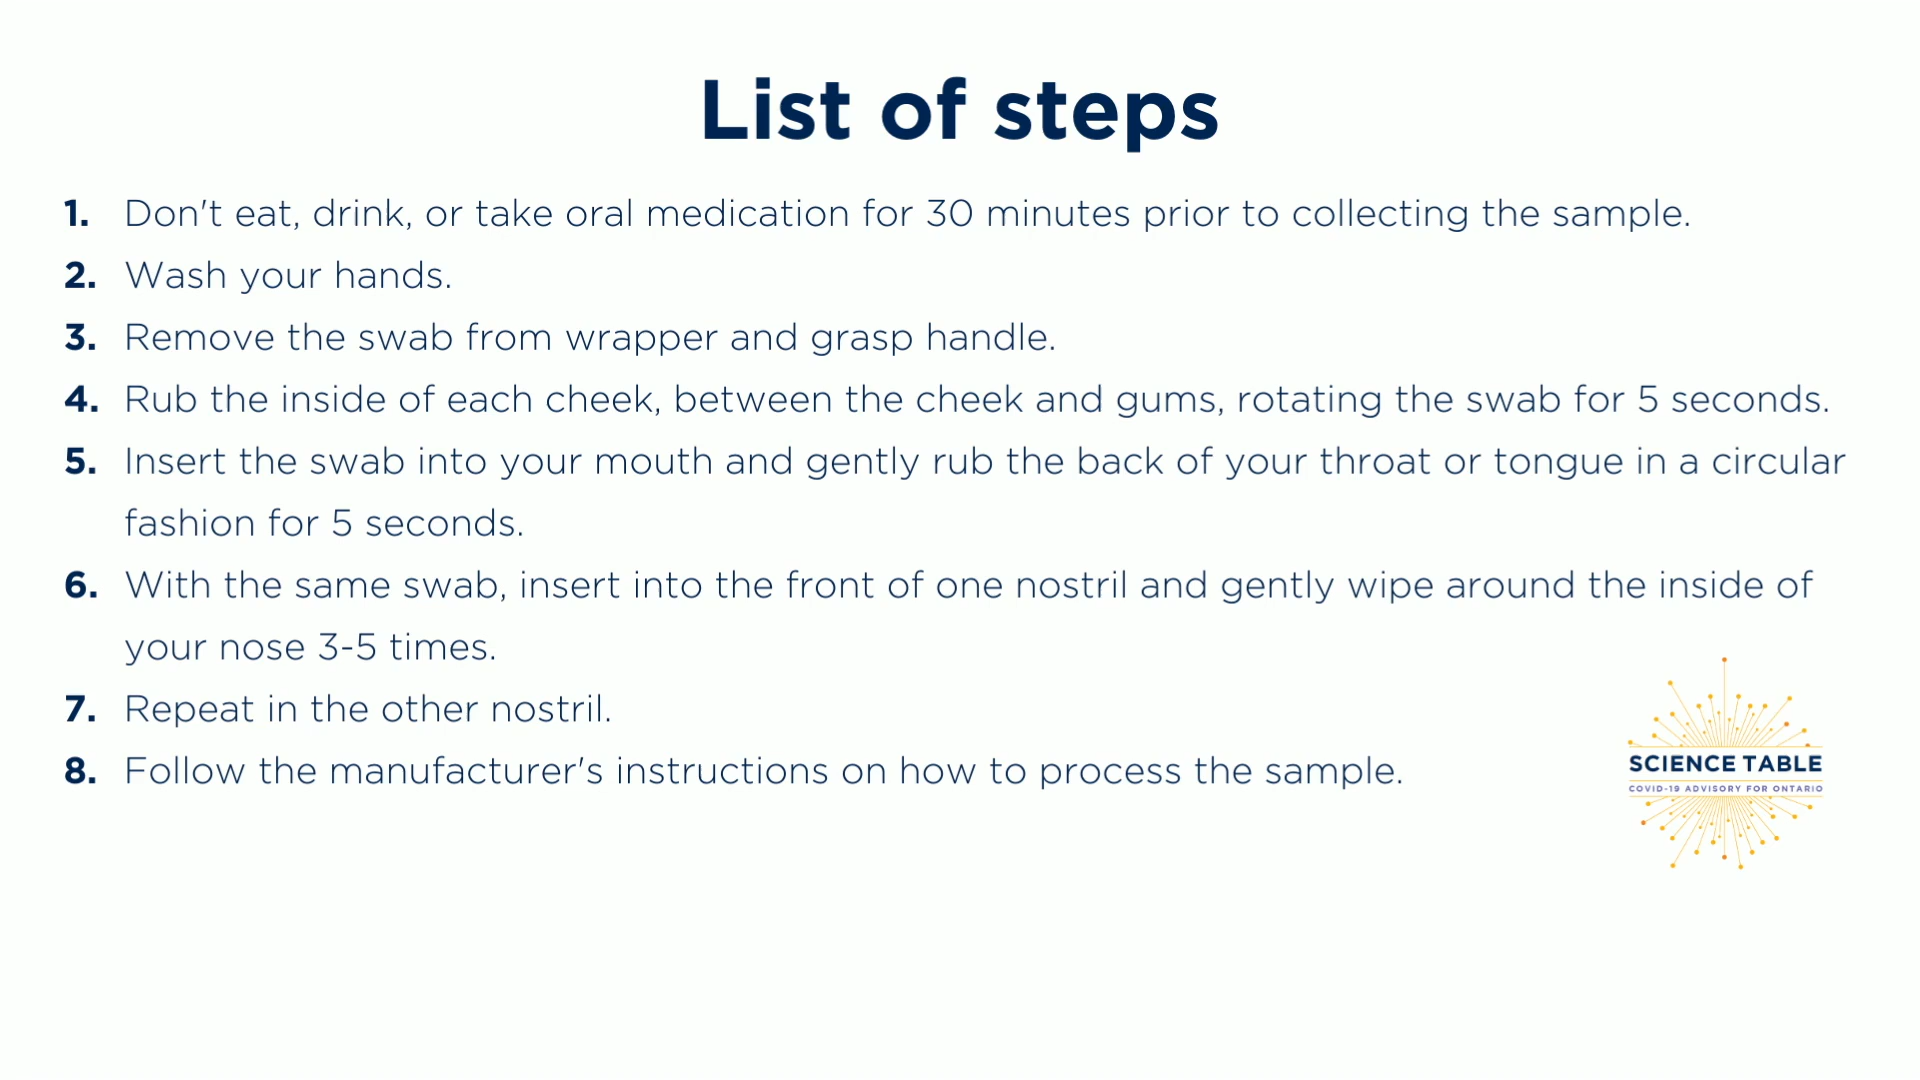 List of steps
1. Don't eat, drink, or take oral medication for 30 minutes prior to collecting the sample.
2. Wash your hands.
3. Remove the swab from wrapper and grasp handle.
4. Rub the inside of each cheek, between the cheek and gums, rotating the swab for 5 seconds.
5. Insert the swab into your mouth and gently rub the back of your throat or tongue in a circular
fashion for 5 seconds.
6. With the same swab, insert into the front of one nostril and gently wipe around the inside of
your nose 3-5 times.
7. Repeat in the other nostril.
8. Follow the manufacturer's instructions on how to process the sample.
SCIENCE TABLE
COVID-19 ADVISORY FOR ONTARIO